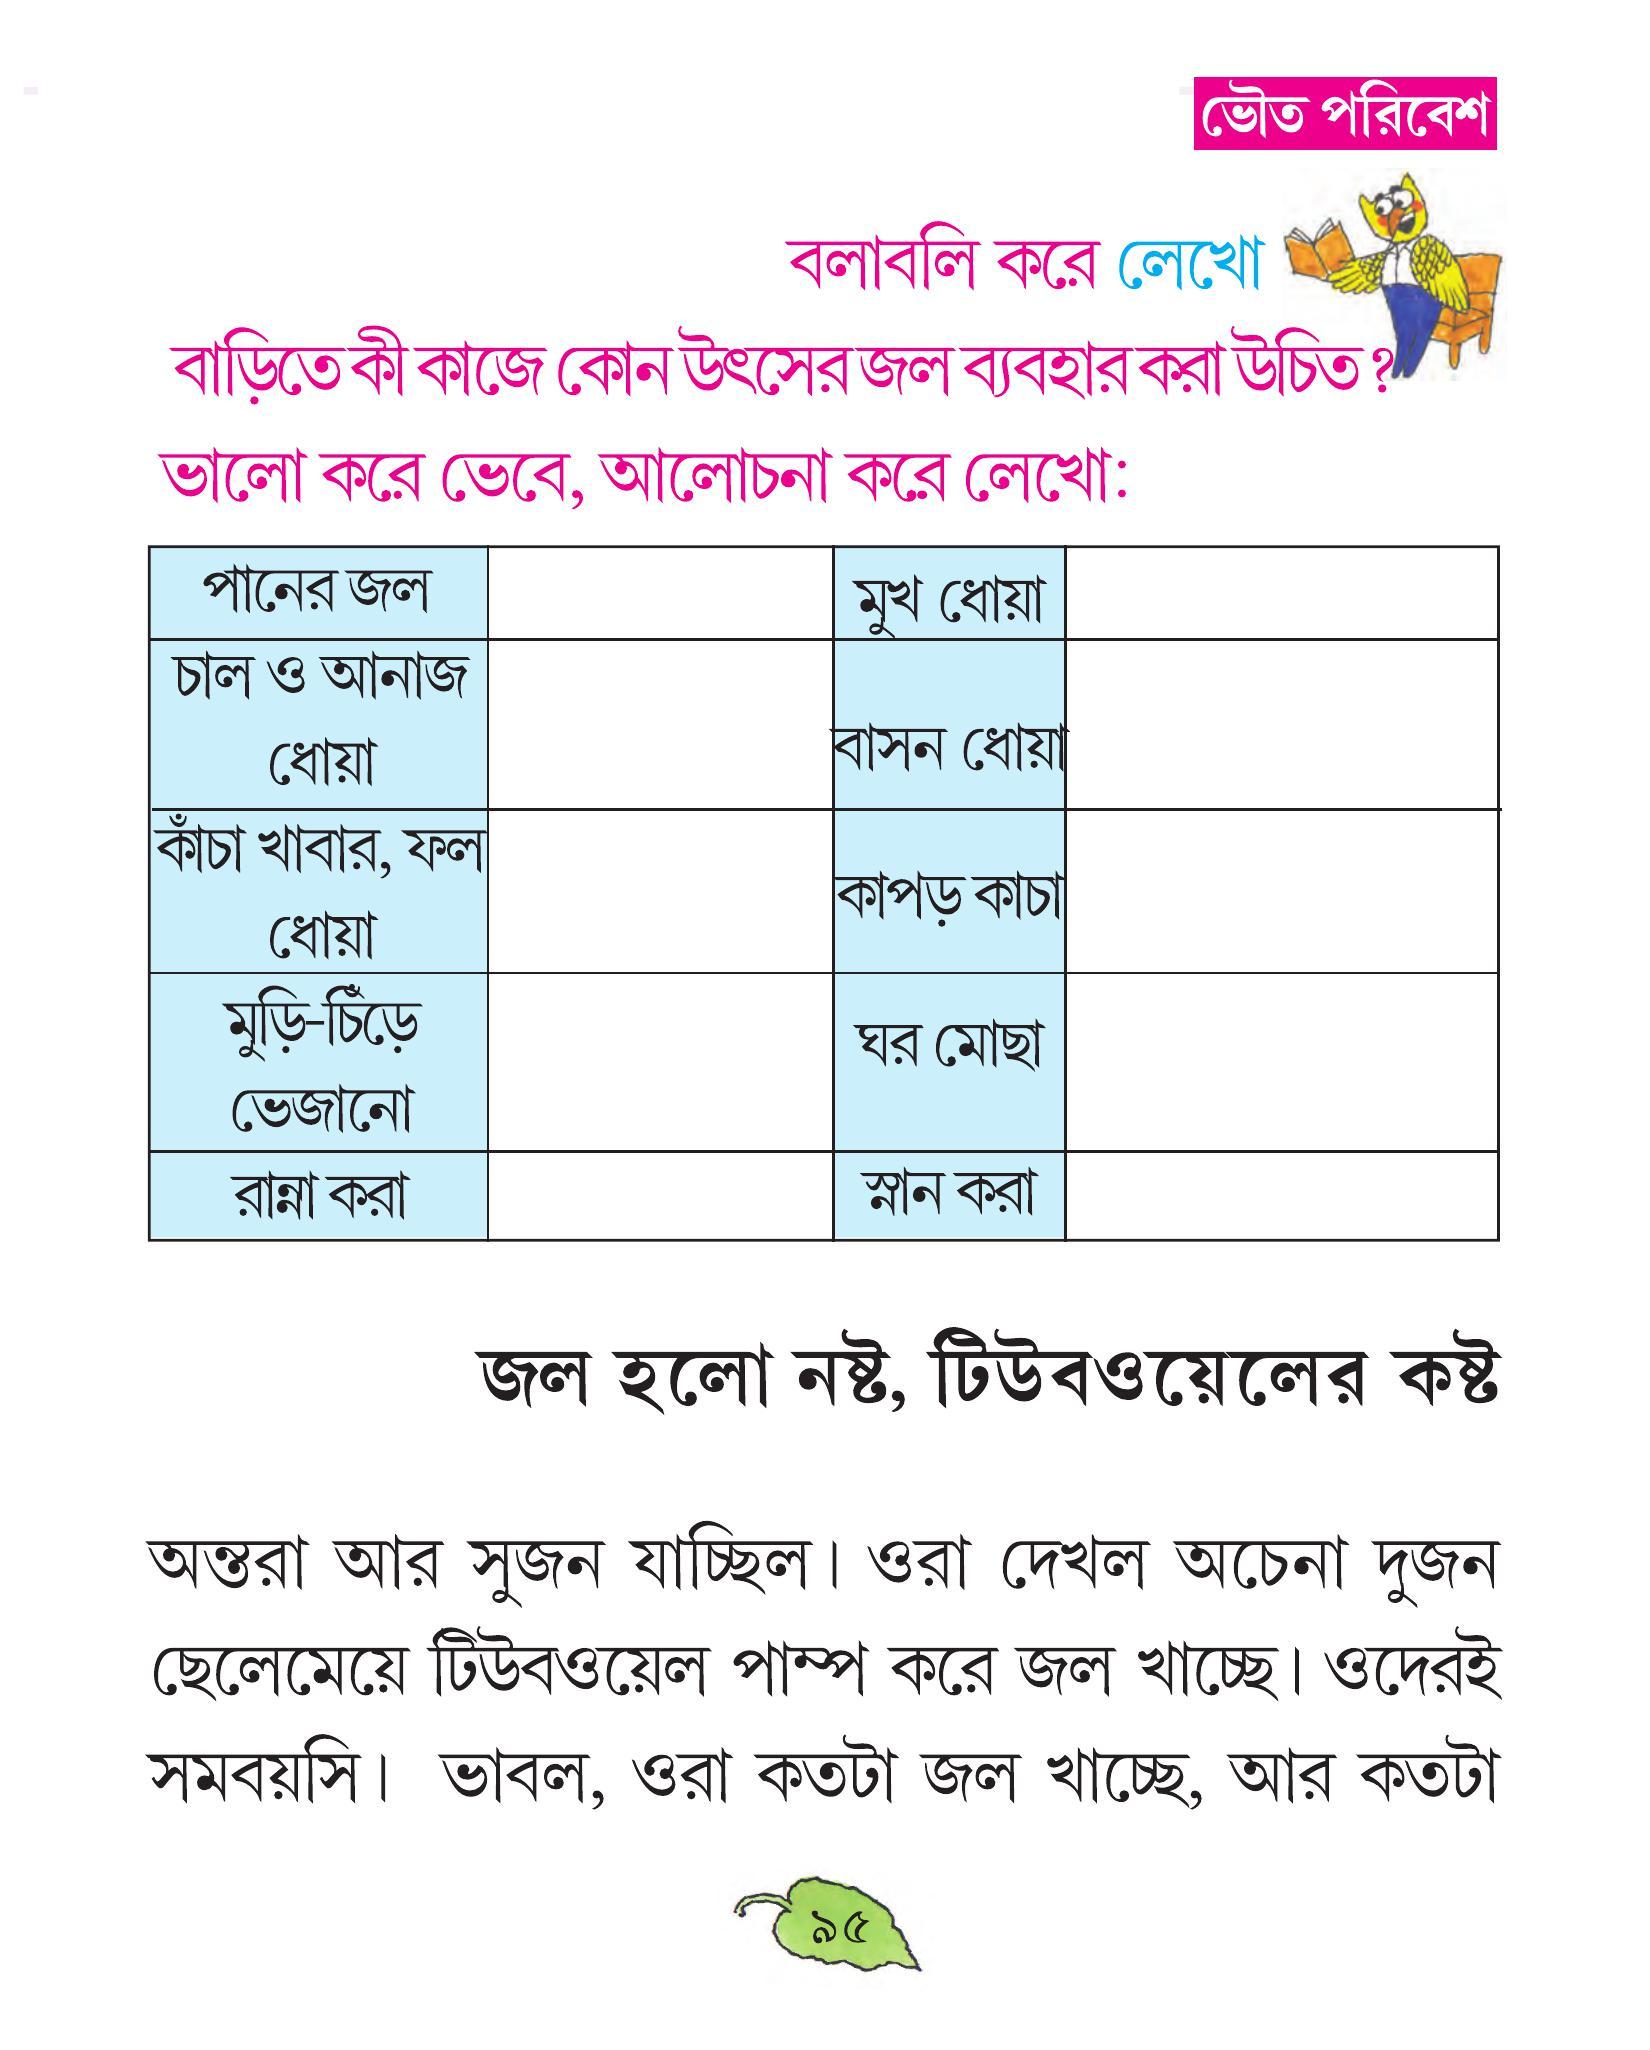 ভৌত পরিবেশ
বলাবলি করে লেখো
বাড়িতে কী কাজে কোন উৎসের জল ব্যবহার করা উচিত ?
ভালো করে ভেবে, আলোচনা করে লেখো:
পানের জল
মুখ ধোয়া
চাল ও আনাজ
ধোয়া
বাসন ধোয়া
কাঁচা খাবার, ফল
ধোয়া
কাপড় কাচা
মুড়ি-চিঁড়ে
ভেজানো
ঘর মোছা
রান্না করা
স্নান করা
জল হলো নষ্ট, টিউবওয়েলের কষ্ট
অন্তরা আর সুজন যাচ্ছিল। ওরা দেখল অচেনা দুজন
ছেলেমেয়ে টিউবওয়েল পাম্প করে জল খাচ্ছে। ওদেরই
সমবয়সি। ভাবল, ওরা কতটা জল খাচ্ছে, আর কতটা
৯৫